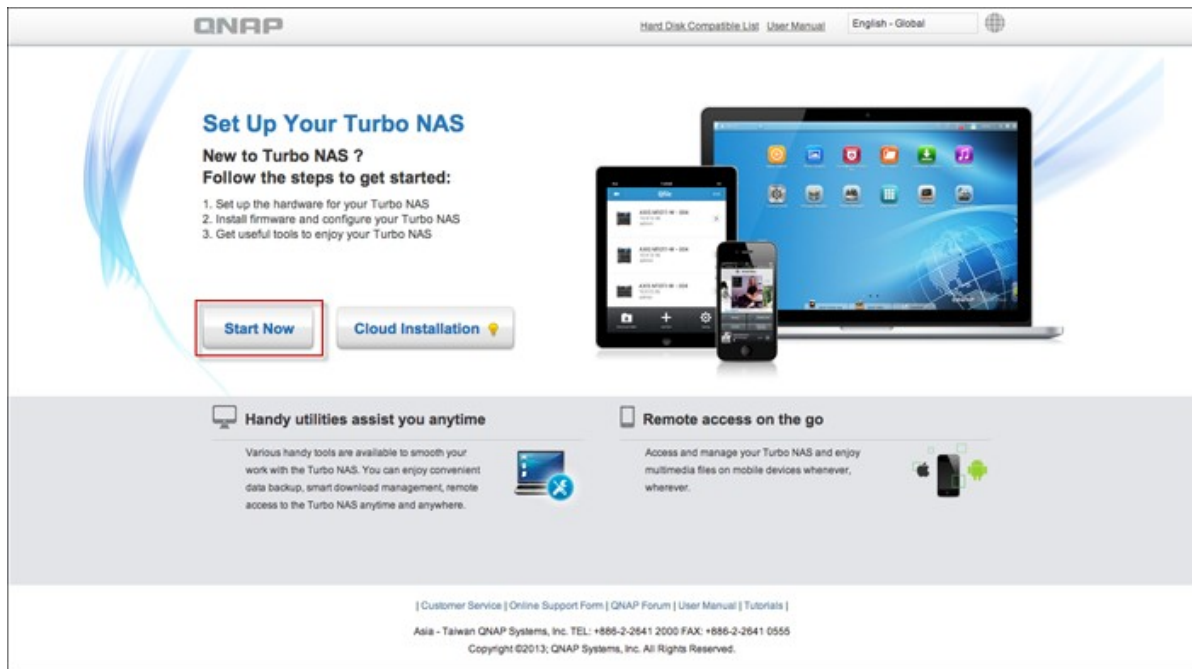 QNAP
Hard Disk Compatible List User Manual English - Global
Set Up Your Turbo NAS
New to Turbo NAS ?
Follow the steps to get started:
1. Set up the hardware for your Turbo NAS
2. Install firmware and configure your Turbo NAS
3. Get useful tools to enjoy your Turbo NAS
Start Now
Cloud Installation
Handy utilities assist you anytime
Various handy tools are available to smooth your
work with the Turbo NAS. You can enjoy convenient
data backup, smart download management, remote
access to the Turbo NAS anytime and anywhere.
Remote access on the go
Access and manage your Turbo NAS and enjoy
multimedia files on mobile devices whenever,
wherever.
| Customer Service | Online Support Form | QNAP Forum | User Manual | Tutorials |
Asia - Taiwan QNAP Systems, Inc. TEL: +886-2-2641 2000 FAX: +886-2-2641 0555
Copyright ©2013; QNAP Systems, Inc. All Rights Reserved.